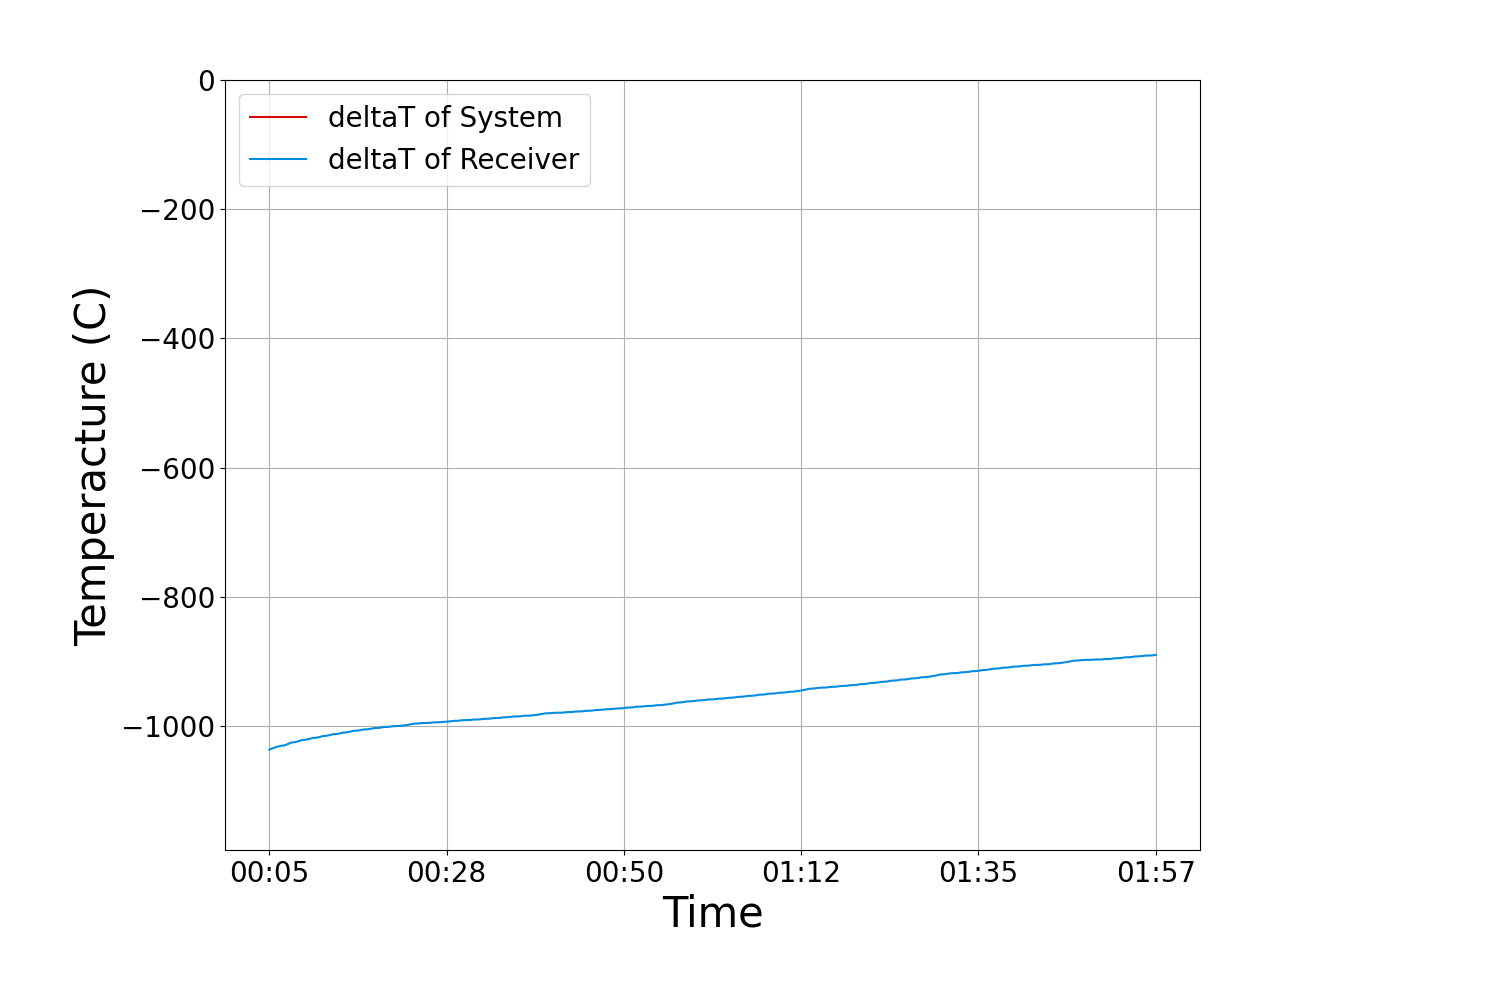 deltaT of System
deltaT of Receiver
0
−200
−400
−600
−800
−1000
Temperacture (C)
00:05 00:28 00:50 01:12 01:35 01:57
Time